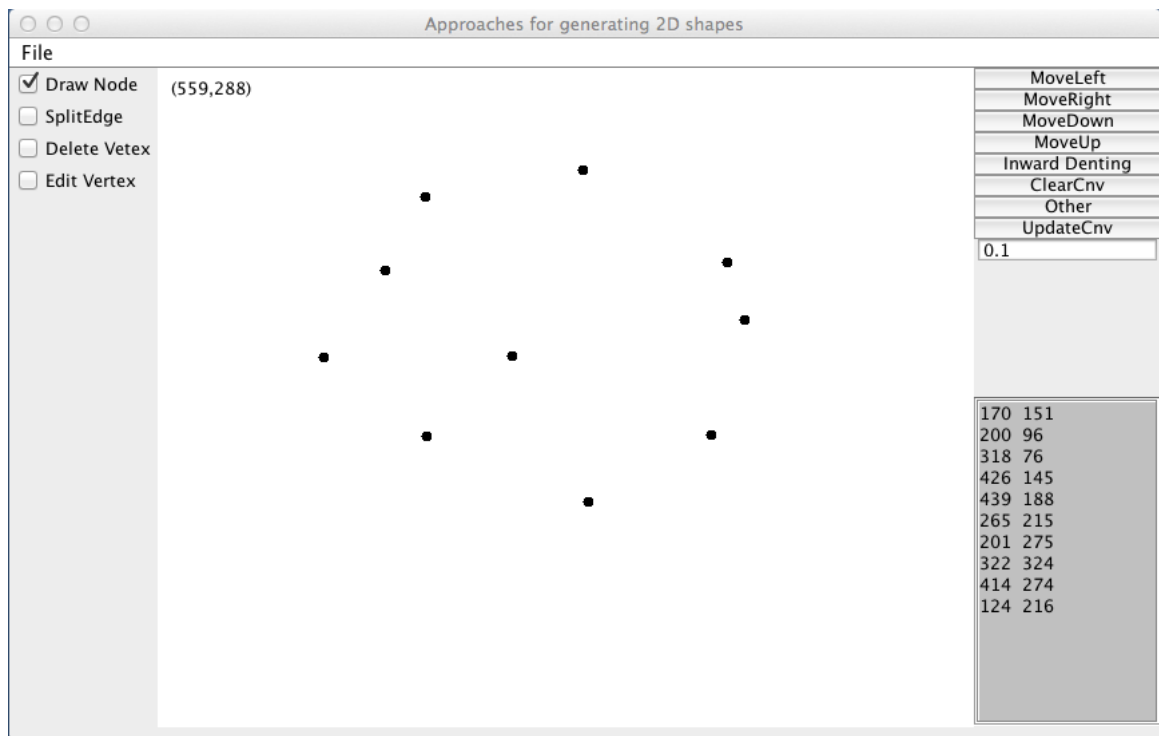 Approaches for generating 2D shapes
File
Draw Node
SplitEdge
Delete Vetex
Edit Vertex
(559,288)
MoveLeft
MoveRight
MoveDown
MoveUp
Inward Denting
ClearCnv
Other
UpdateCnv
0.1
170 151
200 96
318 76
426 145
439 188
265 215
201 275
322 324
414 274
124 216